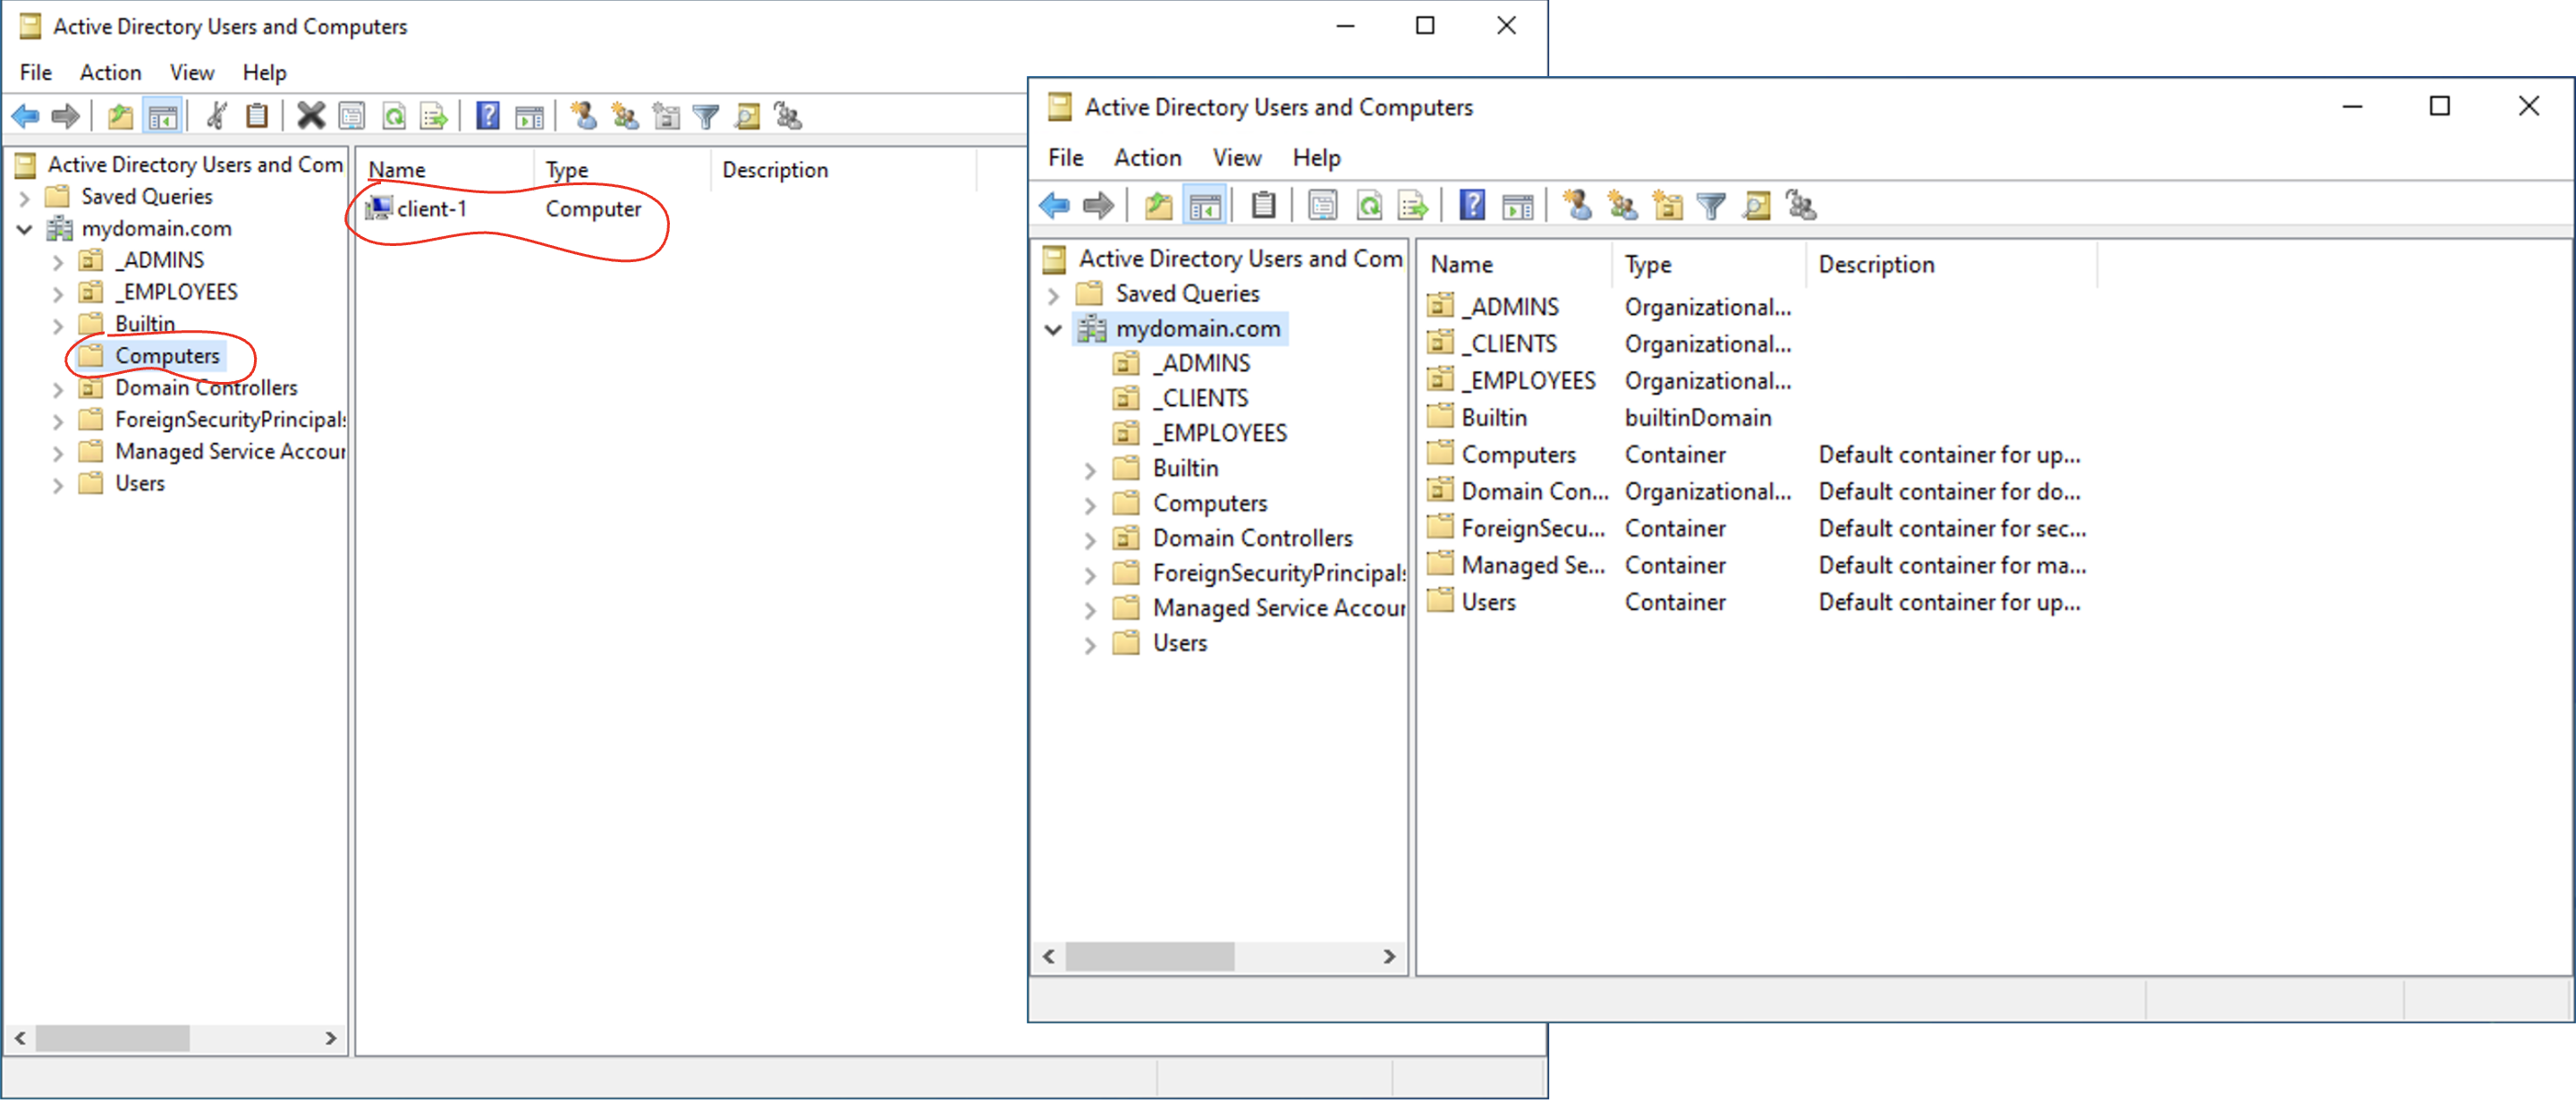 Active Directory Users and Computers
File Action View Help
Active Directory Users and Com
Saved Queries
mydomain.com
_ADMINS
_EMPLOYEES
Builtin
Computers
Domain Controllers
ForeignSecurityPrincipals
Managed Service Accour
Users
Name Type Description
client-1 Computer
Active Directory Users and Computers
File Action View Help
Active Directory Users and Com
Saved Queries
mydomain.com
_ADMINS
_CLIENTS
_EMPLOYEES
Builtin
Computers
Domain Controllers
ForeignSecurityPrincipals
Managed Service Accour
Users
Name Type Description
_ADMINS Organizational...
_CLIENTS Organizational...
_EMPLOYEES Organizational...
Builtin builtinDomain
Computers Container Default container for up...
Domain Con... Organizational... Default container for do...
ForeignSecu... Container Default container for sec...
Managed Se... Container Default container for ma...
Users Container Default container for up...